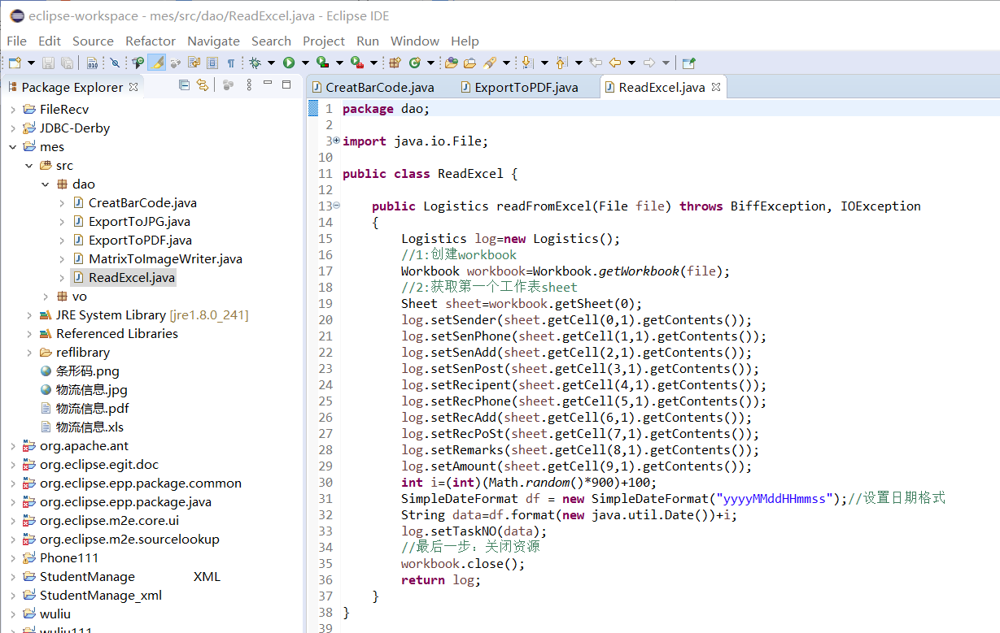 eclipse-workspace - mes/src/dao/ReadExcel.java - Eclipse IDE
File Edit Source Refactor Navigate Search Project Run Window Help
Package Explorer
FileRecv
JDBC-Derby
mes
src
dao
CreatBarCode.java
ExportToJPG.java
ExportToPDF.java
MatrixToImageWriter.java
ReadExcel.java
vo
JRE System Library [jre1.8.0_241]
Referenced Libraries
reflibrary
条形码.png
物流信息.jpg
物流信息.pdf
物流信息.xls
org.apache.ant
org.eclipse.egit.doc
org.eclipse.epp.package.common
org.eclipse.epp.package.java
org.eclipse.m2e.core.ui
org.eclipse.m2e.sourcelookup
Phone111
StudentManage XML
StudentManage_xml
wuliu
wuliu111
CreatBarCode.java ExportToPDF.java ReadExcel.java
1 package dao;
2
3 import java.io.File;
10
11 public class ReadExcel {
12
13 public Logistics readFromExcel(File file) throws BiffException, IOException
14 {
15 Logistics log=new Logistics();
16 //1:创建workbook
17 Workbook workbook=Workbook.getWorkbook(file);
18 //2:获取第一个工作表sheet
19 Sheet sheet=workbook.getSheet(0);
20 log.setSender(sheet.getCell(0,1).getContents());
21 log.setSenPhone(sheet.getCell(1,1).getContents());
22 log.setSenAdd(sheet.getCell(2,1).getContents());
23 log.setSenPost(sheet.getCell(3,1).getContents());
24 log.setRecipent(sheet.getCell(4,1).getContents());
25 log.setRecPhone(sheet.getCell(5,1).getContents());
26 log.setRecAdd(sheet.getCell(6,1).getContents());
27 log.setRecPoSt(sheet.getCell(7,1).getContents());
28 log.setRemarks(sheet.getCell(8,1).getContents());
29 log.setAmount(sheet.getCell(9,1).getContents());
30 int i=(int)(Math.random()*900)+100;
31 SimpleDateFormat df = new SimpleDateFormat("yyyyMMddHHmmss");//设置日期格式
32 String data=df.format(new java.util.Date())+i;
33 log.setTaskNO(data);
34 //最后一步：关闭资源
35 workbook.close();
36 return log;
37 }
38 }
39